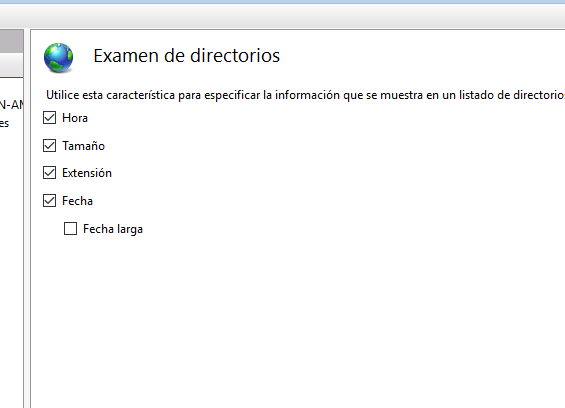 Examen de directorios
Utilice esta característica para especificar la información que se muestra en un listado de
Hora
Tamaño
Extensión
Fecha
Fecha larga
es